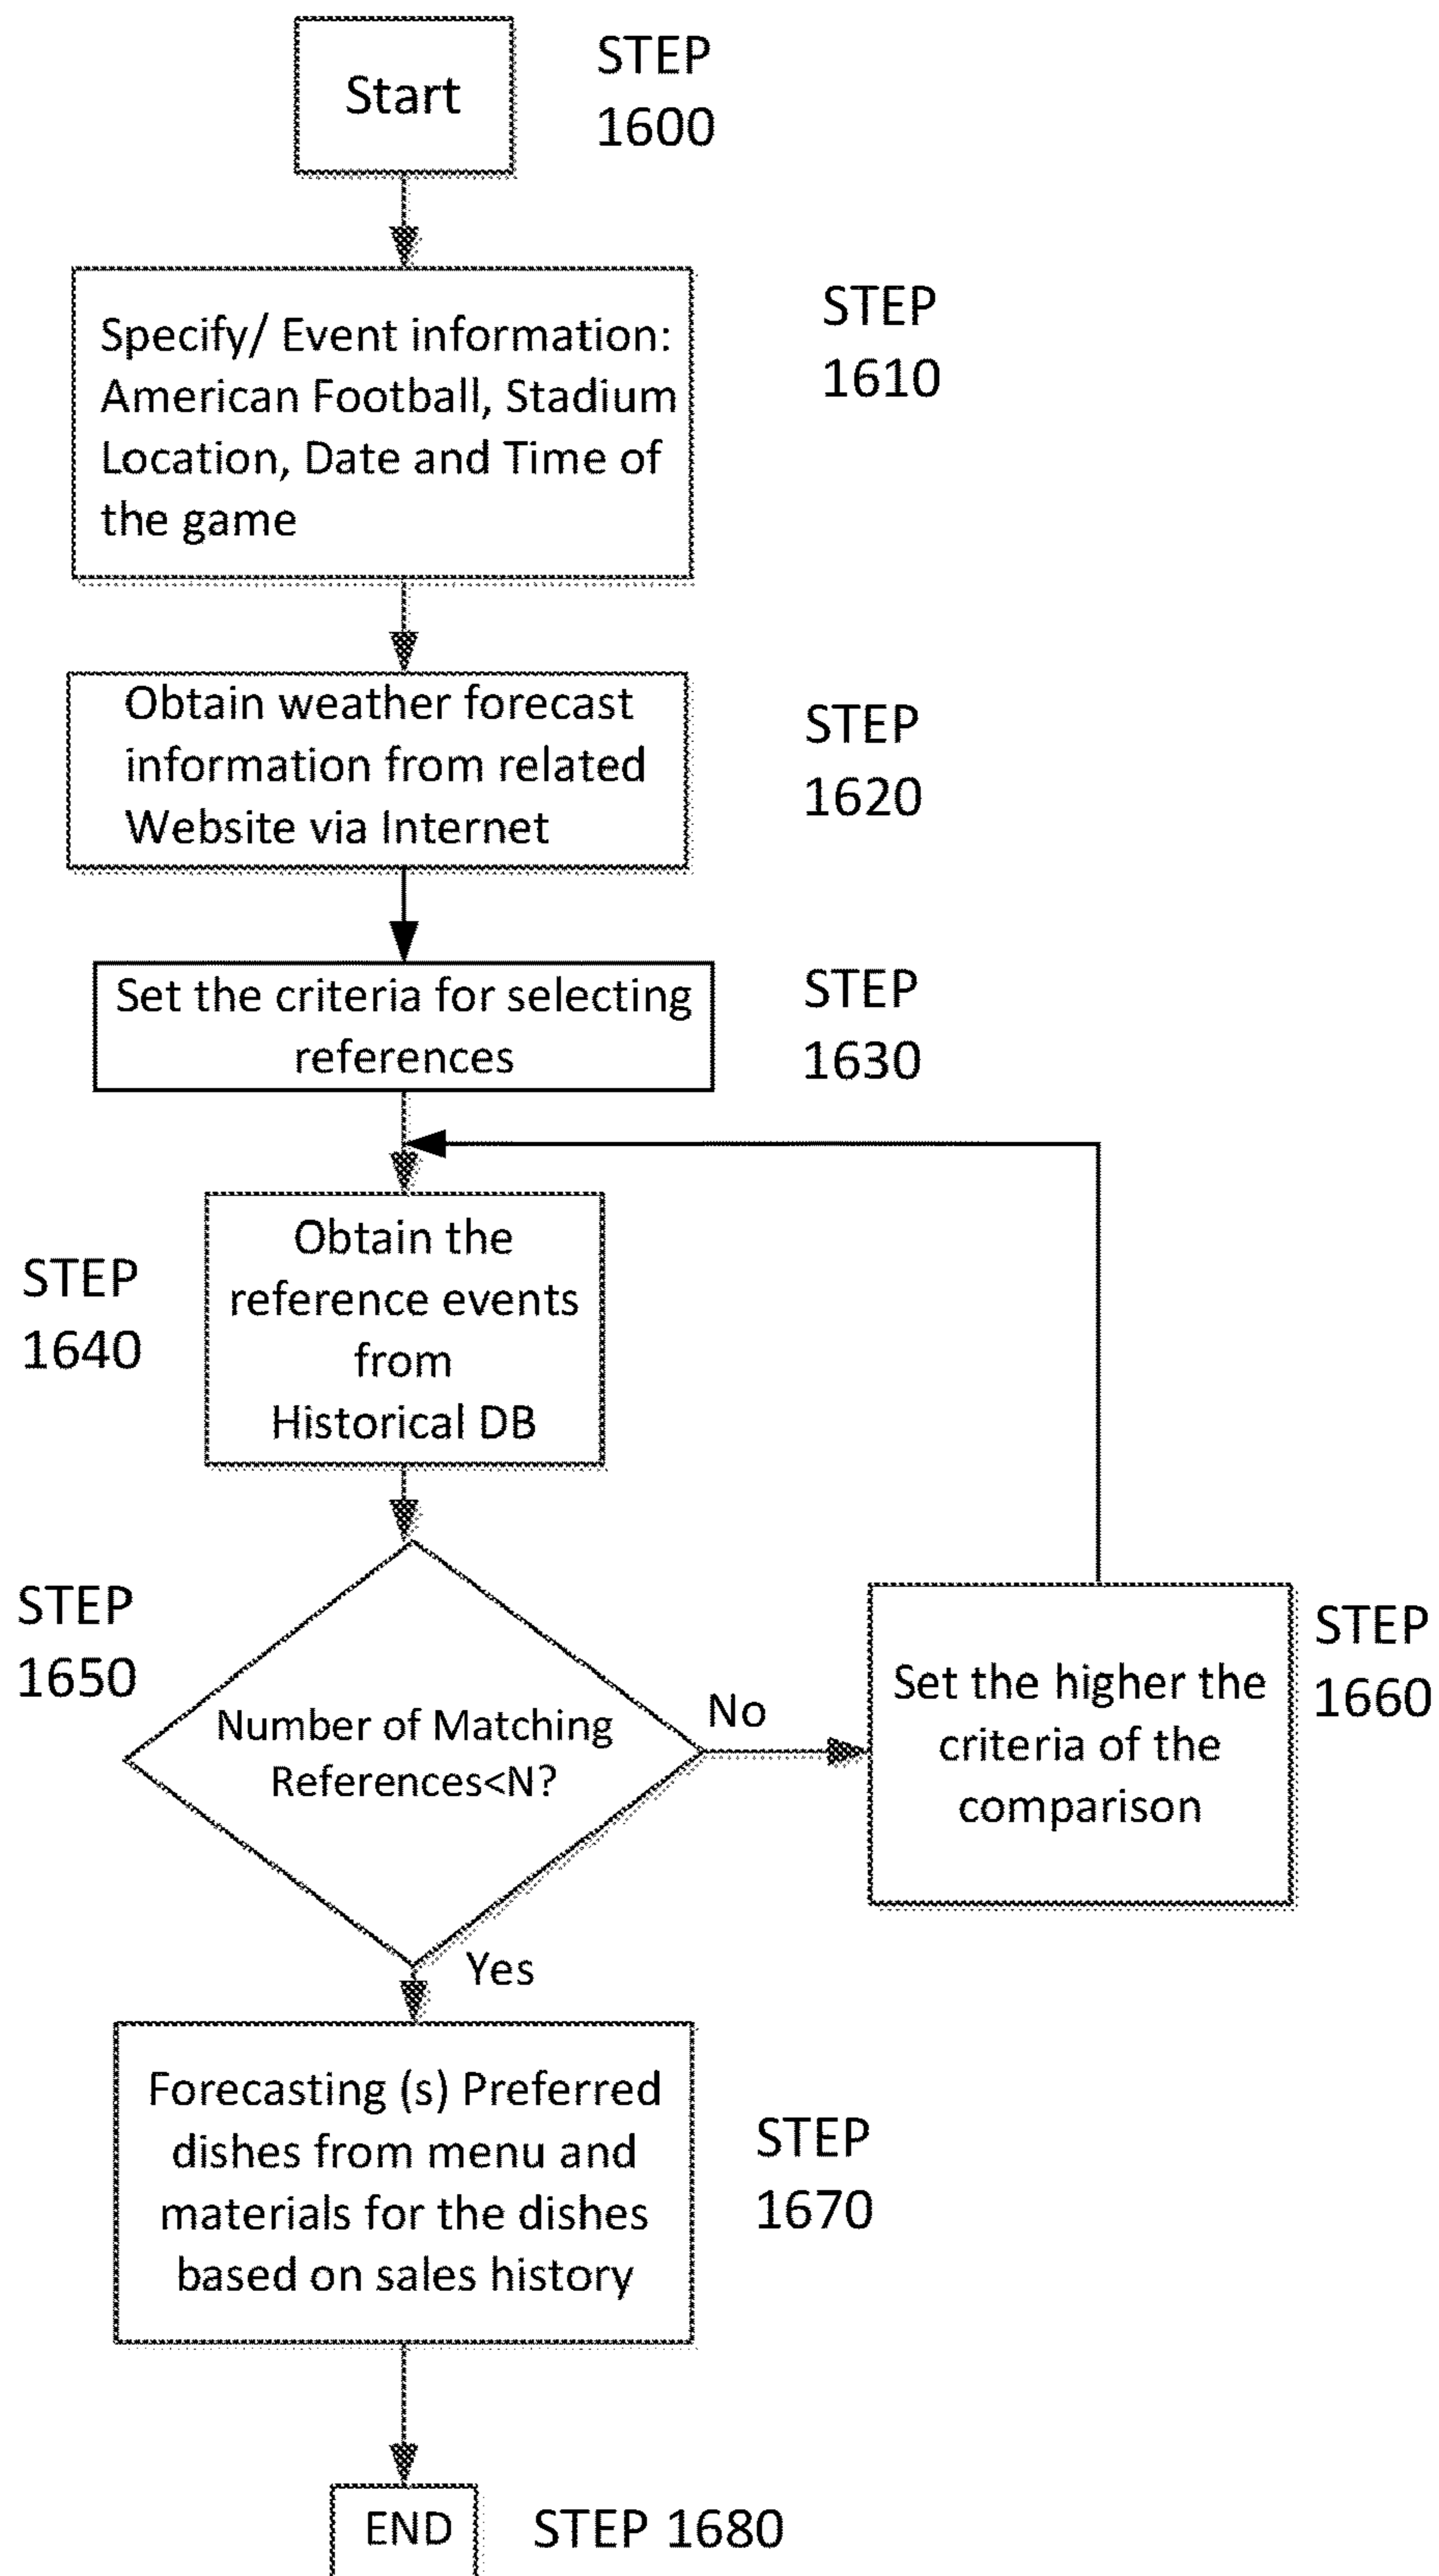 Start
STEP
1600
Specify/ Event information:
American Football, Stadium
Location, Date and Time of
the game
STEP
1610
Obtain weather forecast
information from related
Website via Internet
STEP
1620
Set the criteria for selecting
references
STEP
1630
STEP
1640
Obtain the
reference events
from
Historical DB
STEP
1650
Number of Matching
References<N?
No
Set the higher the
criteria of the
comparison
STEP
1660
Yes
Forecasting (s) Preferred
dishes from menu and
materials for the dishes
based on sales history
STEP
1670
END
STEP 1680